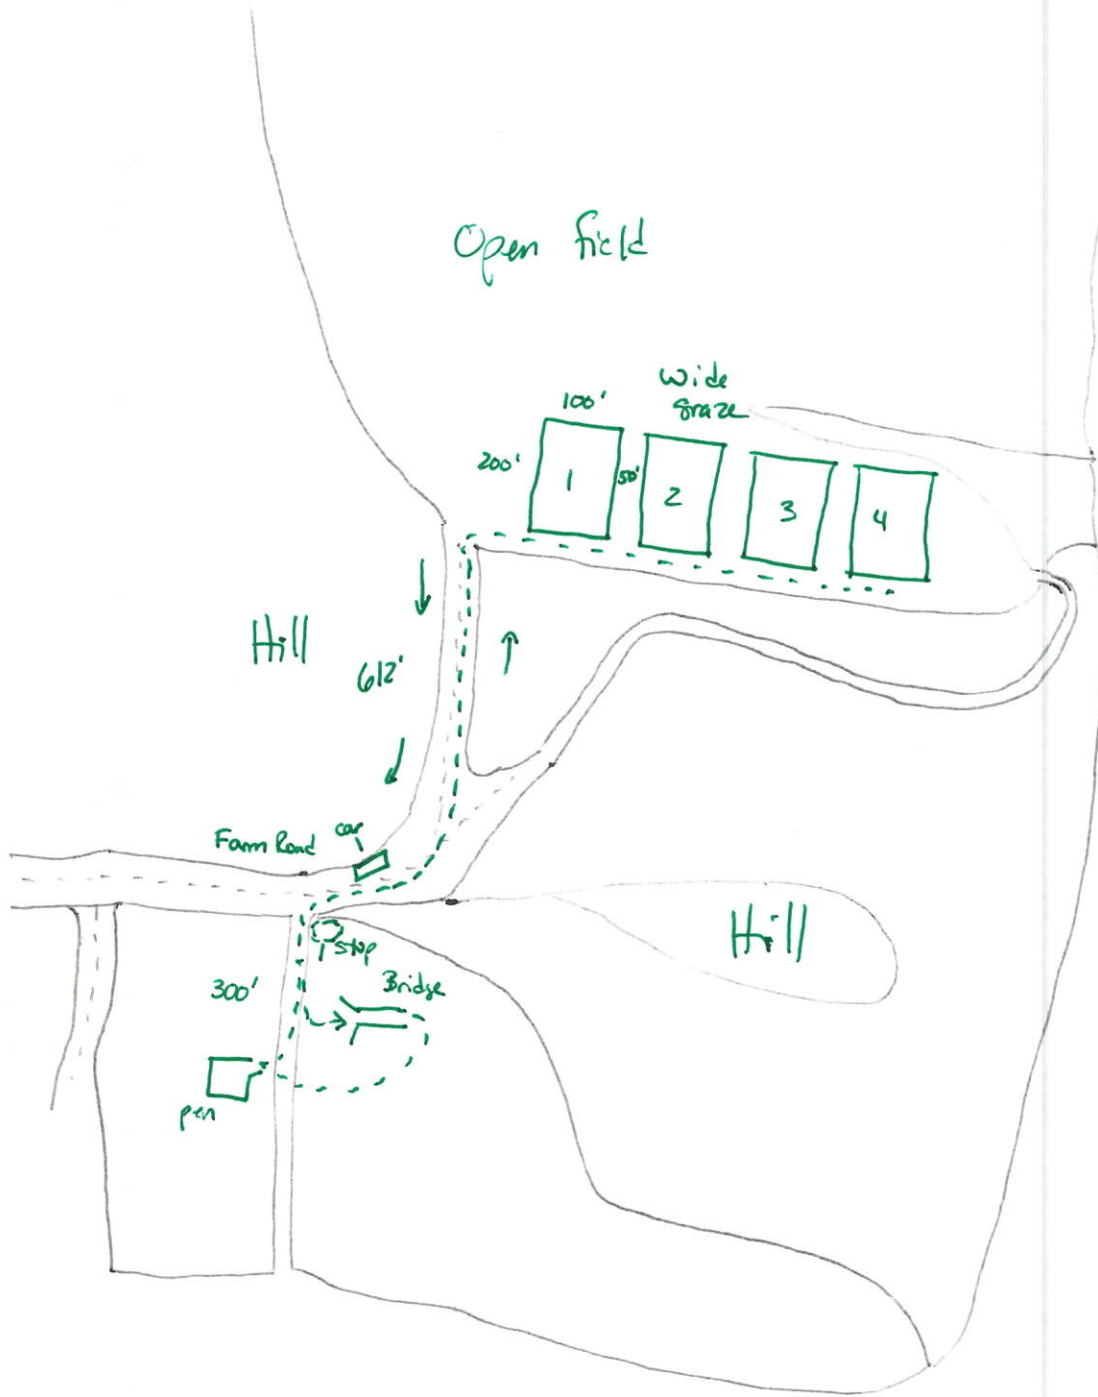 Open field
Wide
graze
100'
200'
50'
1
2
3
4
Hill
612'
Farm Road
car
Hill
stop
300'
Bridge
pen